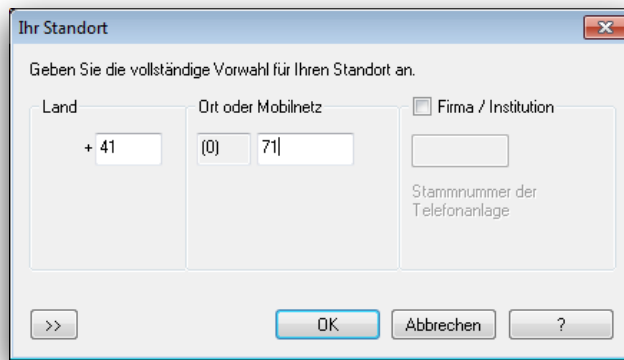 Ihr Standort
Geben Sie die vollständige Vorwahl für Ihren Standort an.
Land
+ 41
Ort oder Mobilnetz
(0) 71
Firma / Institution
Stammnummer der
Telefonanlage
>>
OK
Abbrechen
?